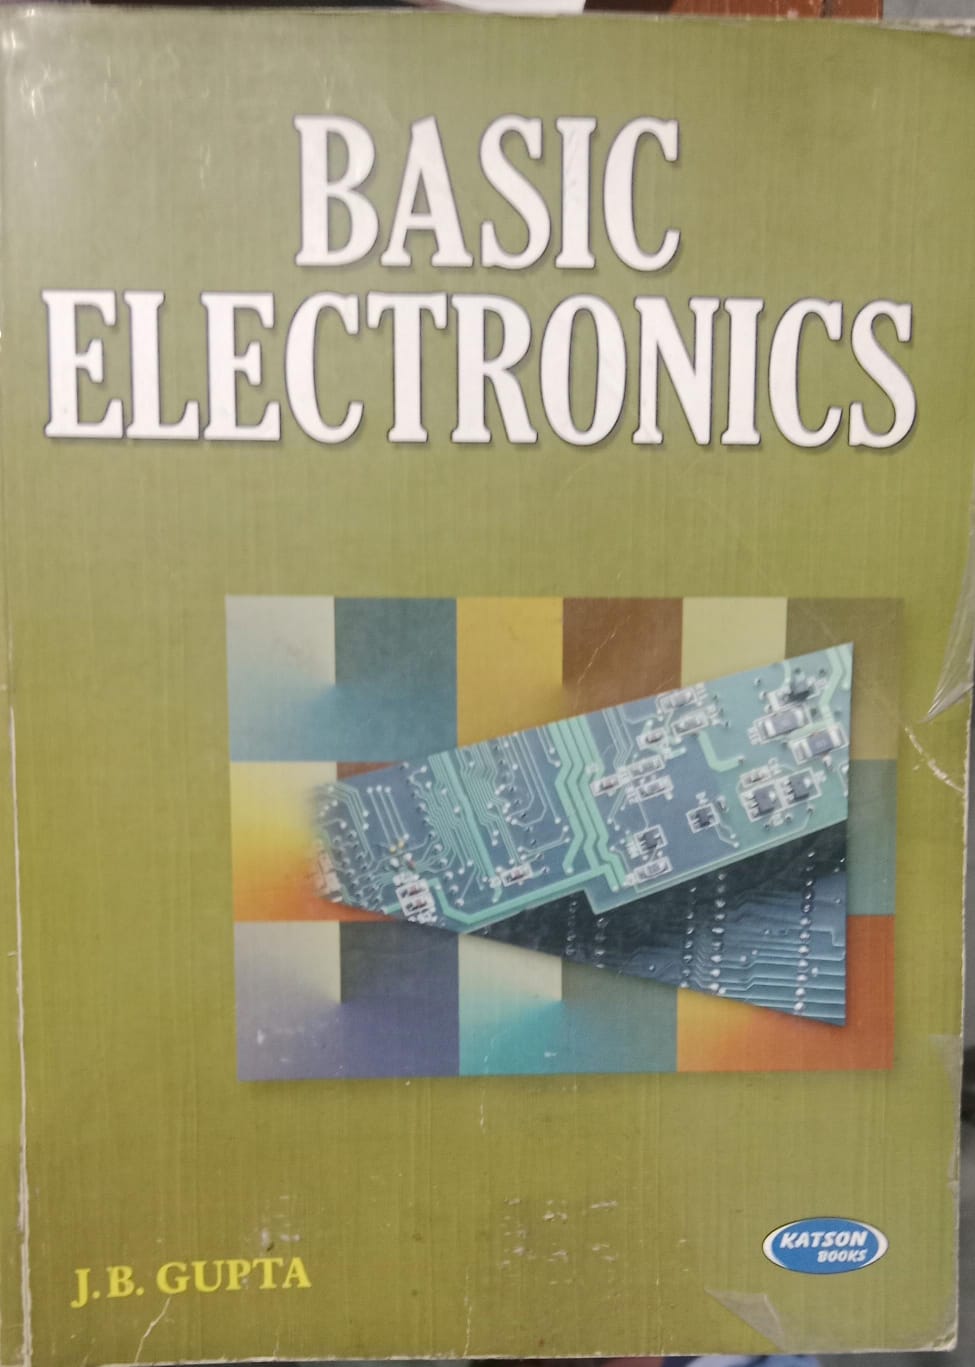 BASIC
ELECTRONICS
J.B. GUPTA
KATSON
BOOKS